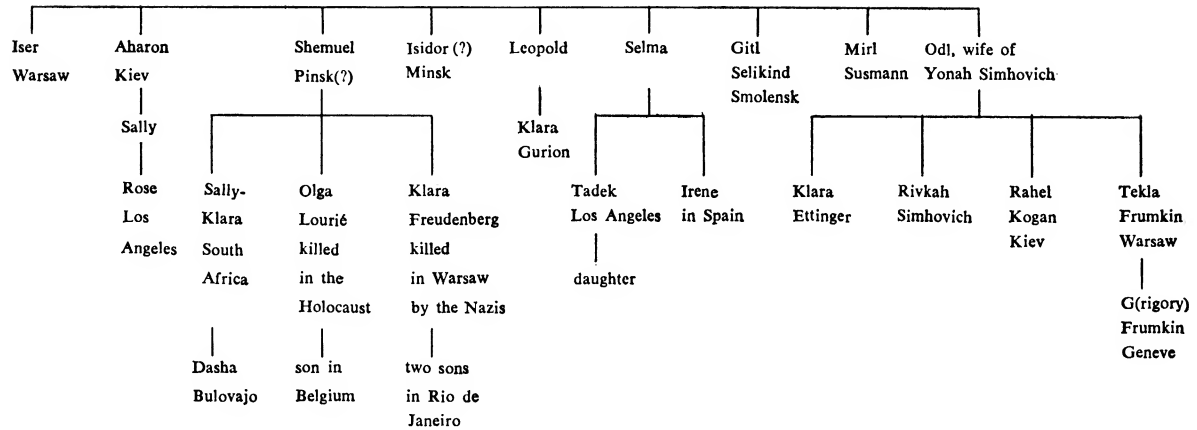 Iser
Warsaw
Aharon
Kiev
Shemuel
Pinsk(?)
Isidor (?)
Minsk
Leopold
Selma
Gitl
Selikind
Smolensk
Mirl
Susmann
Odl, wife of
Yonah Simhovich
Sally
Klara
Gurion
Rose
Los
Angeles
Sally-
Klara
South
Africa
Olga
Lourié
killed
in the
Holocaust
Klara
Freudenberg
killed
in Warsaw
by the Nazis
Tadek
Los Angeles
Irene
in Spain
Klara
Ettinger
Rivkah
Simhovich
Rahel
Kogan
Kiev
Tekla
Frumkin
Warsaw
daughter
G(rigory)
Frumkin
Geneve
Dasha
Bulovajo
son in
Belgium
two sons
in Rio de
Janeiro